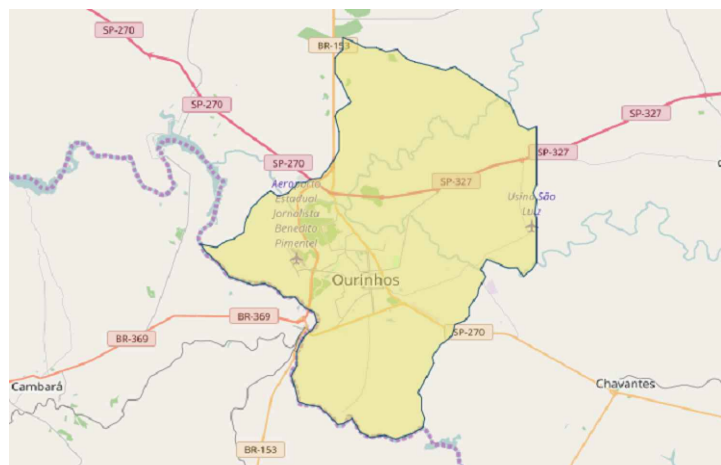 SP-270
BR-153
SP-270
SP-327
SP-327
SP-270
SP-327
Aeroporto
Estadual
Jornalista
Benedito
Pimentel
Usina São
Luiz
Ourinhos
BR-369
BR-369
SP-270
Cambará
Chavantes
BR-153